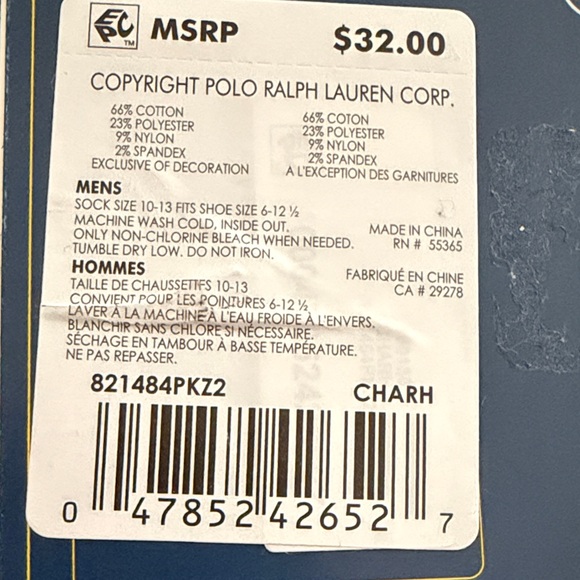 EPC™ MSRP $32.00
COPYRIGHT POLO RALPH LAUREN CORP.
66% COTTON
23% POLYESTER
9% NYLON
2% SPANDEX
EXCLUSIVE OF DECORATION
66% COTON
23% POLYESTER
9% NYLON
2% SPANDEX
A L'EXCEPTION DES GARNITURES
MENS
SOCK SIZE 10-13 FITS SHOE SIZE 6-12 ½
MACHINE WASH COLD, INSIDE OUT.
ONLY NON-CHLORINE BLEACH WHEN NEEDED.
TUMBLE DRY LOW. DO NOT IRON.
MADE IN CHINA
RN # 55365
HOMMES
TAILLE DE CHAUSSETTES 10-13
CONVIENT POUR LES POINTURES 6-12 ½
LAVER À LA MACHINE À L'EAU FROIDE À L'ENVERS.
BLANCHIR SANS CHLORE SI NÉCESSAIRE.
SÉCHAGE EN TAMBOUR À BASSE TEMPÉRATURE.
NE PAS REPASSER.
FABRIQUÉ EN CHINE
CA # 29278
821484PKZ2 CHARH
0 47852 42652 7